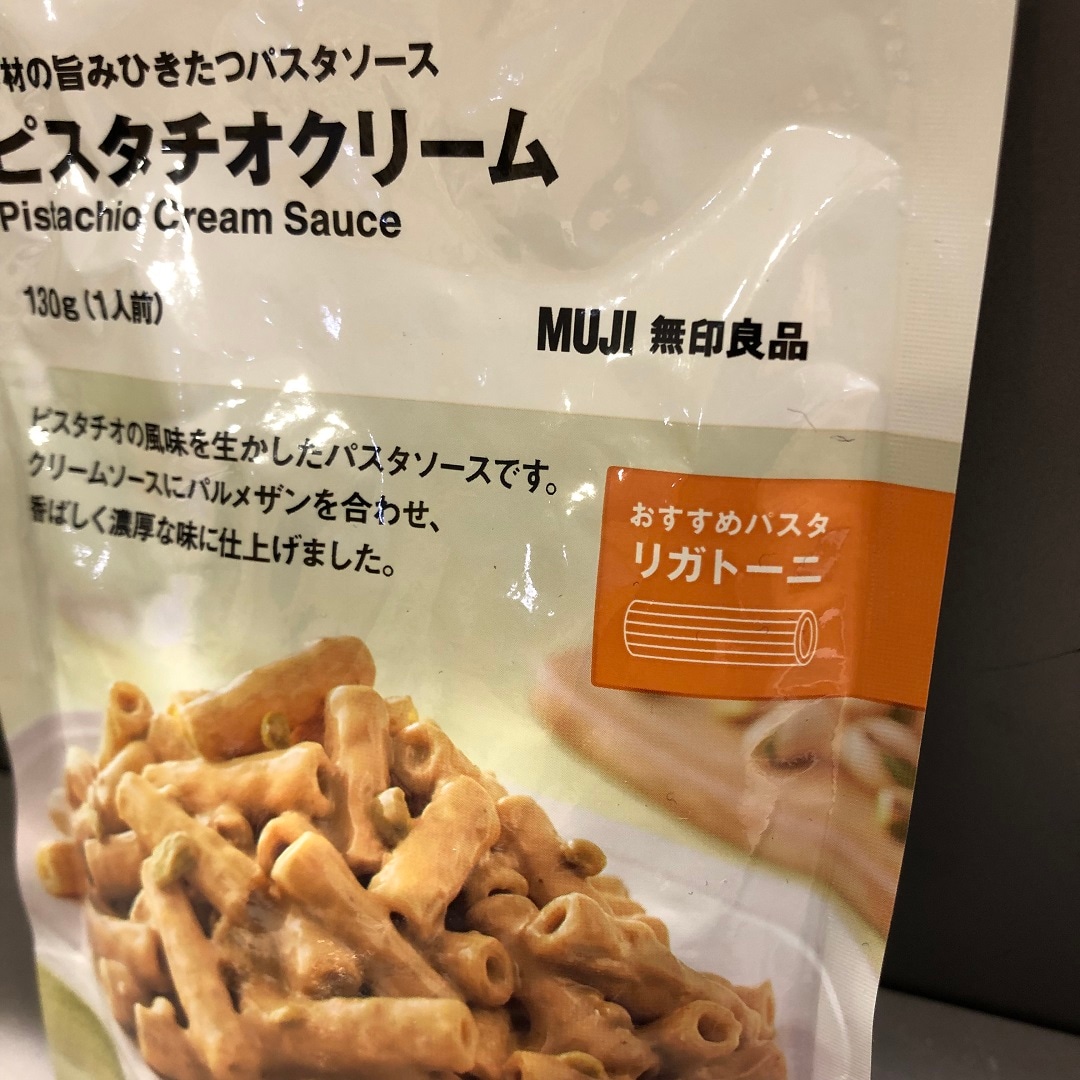 材の旨みひきたつパスタソース
ピスタチオクリーム
Pistachio Cream Sauce
130g(1人前)
MUJI 無印良品
ピスタチオの風味を生かしたパスタソースです。
クリームソースにパルメザンを合わせ、
香ばしく濃厚な味に仕上げました。
おすすめパスタ
リガトーニ